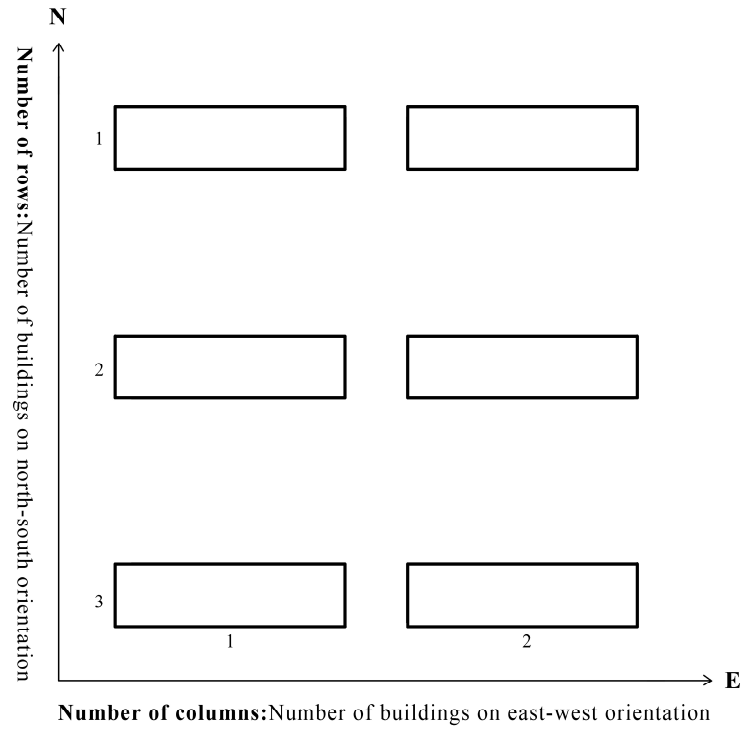 N
Number of rows:Number of buildings on north-south orientation
1
2
3
1 2
E
Number of columns:Number of buildings on east-west orientation